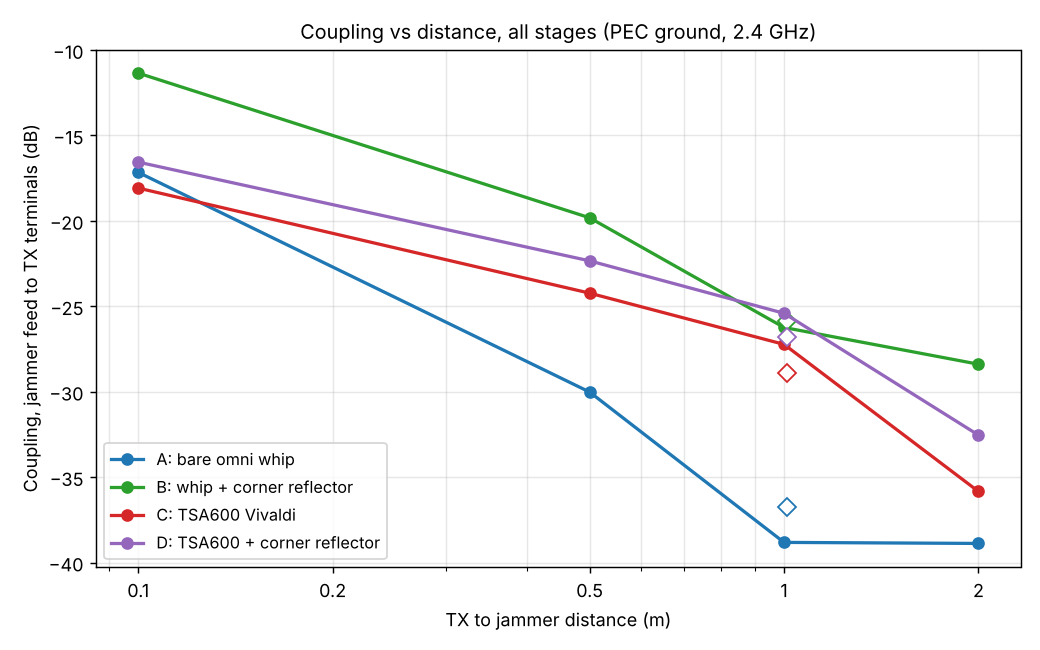 Coupling vs distance, all stages (PEC ground, 2.4 GHz)
Coupling, jammer feed to TX terminals (dB)
−10
−15
−20
−25
−30
−35
−40
A: bare omni whip
B: whip + corner reflector
C: TSA600 Vivaldi
D: TSA600 + corner reflector
0.1
0.2
0.5
1
2
TX to jammer distance (m)